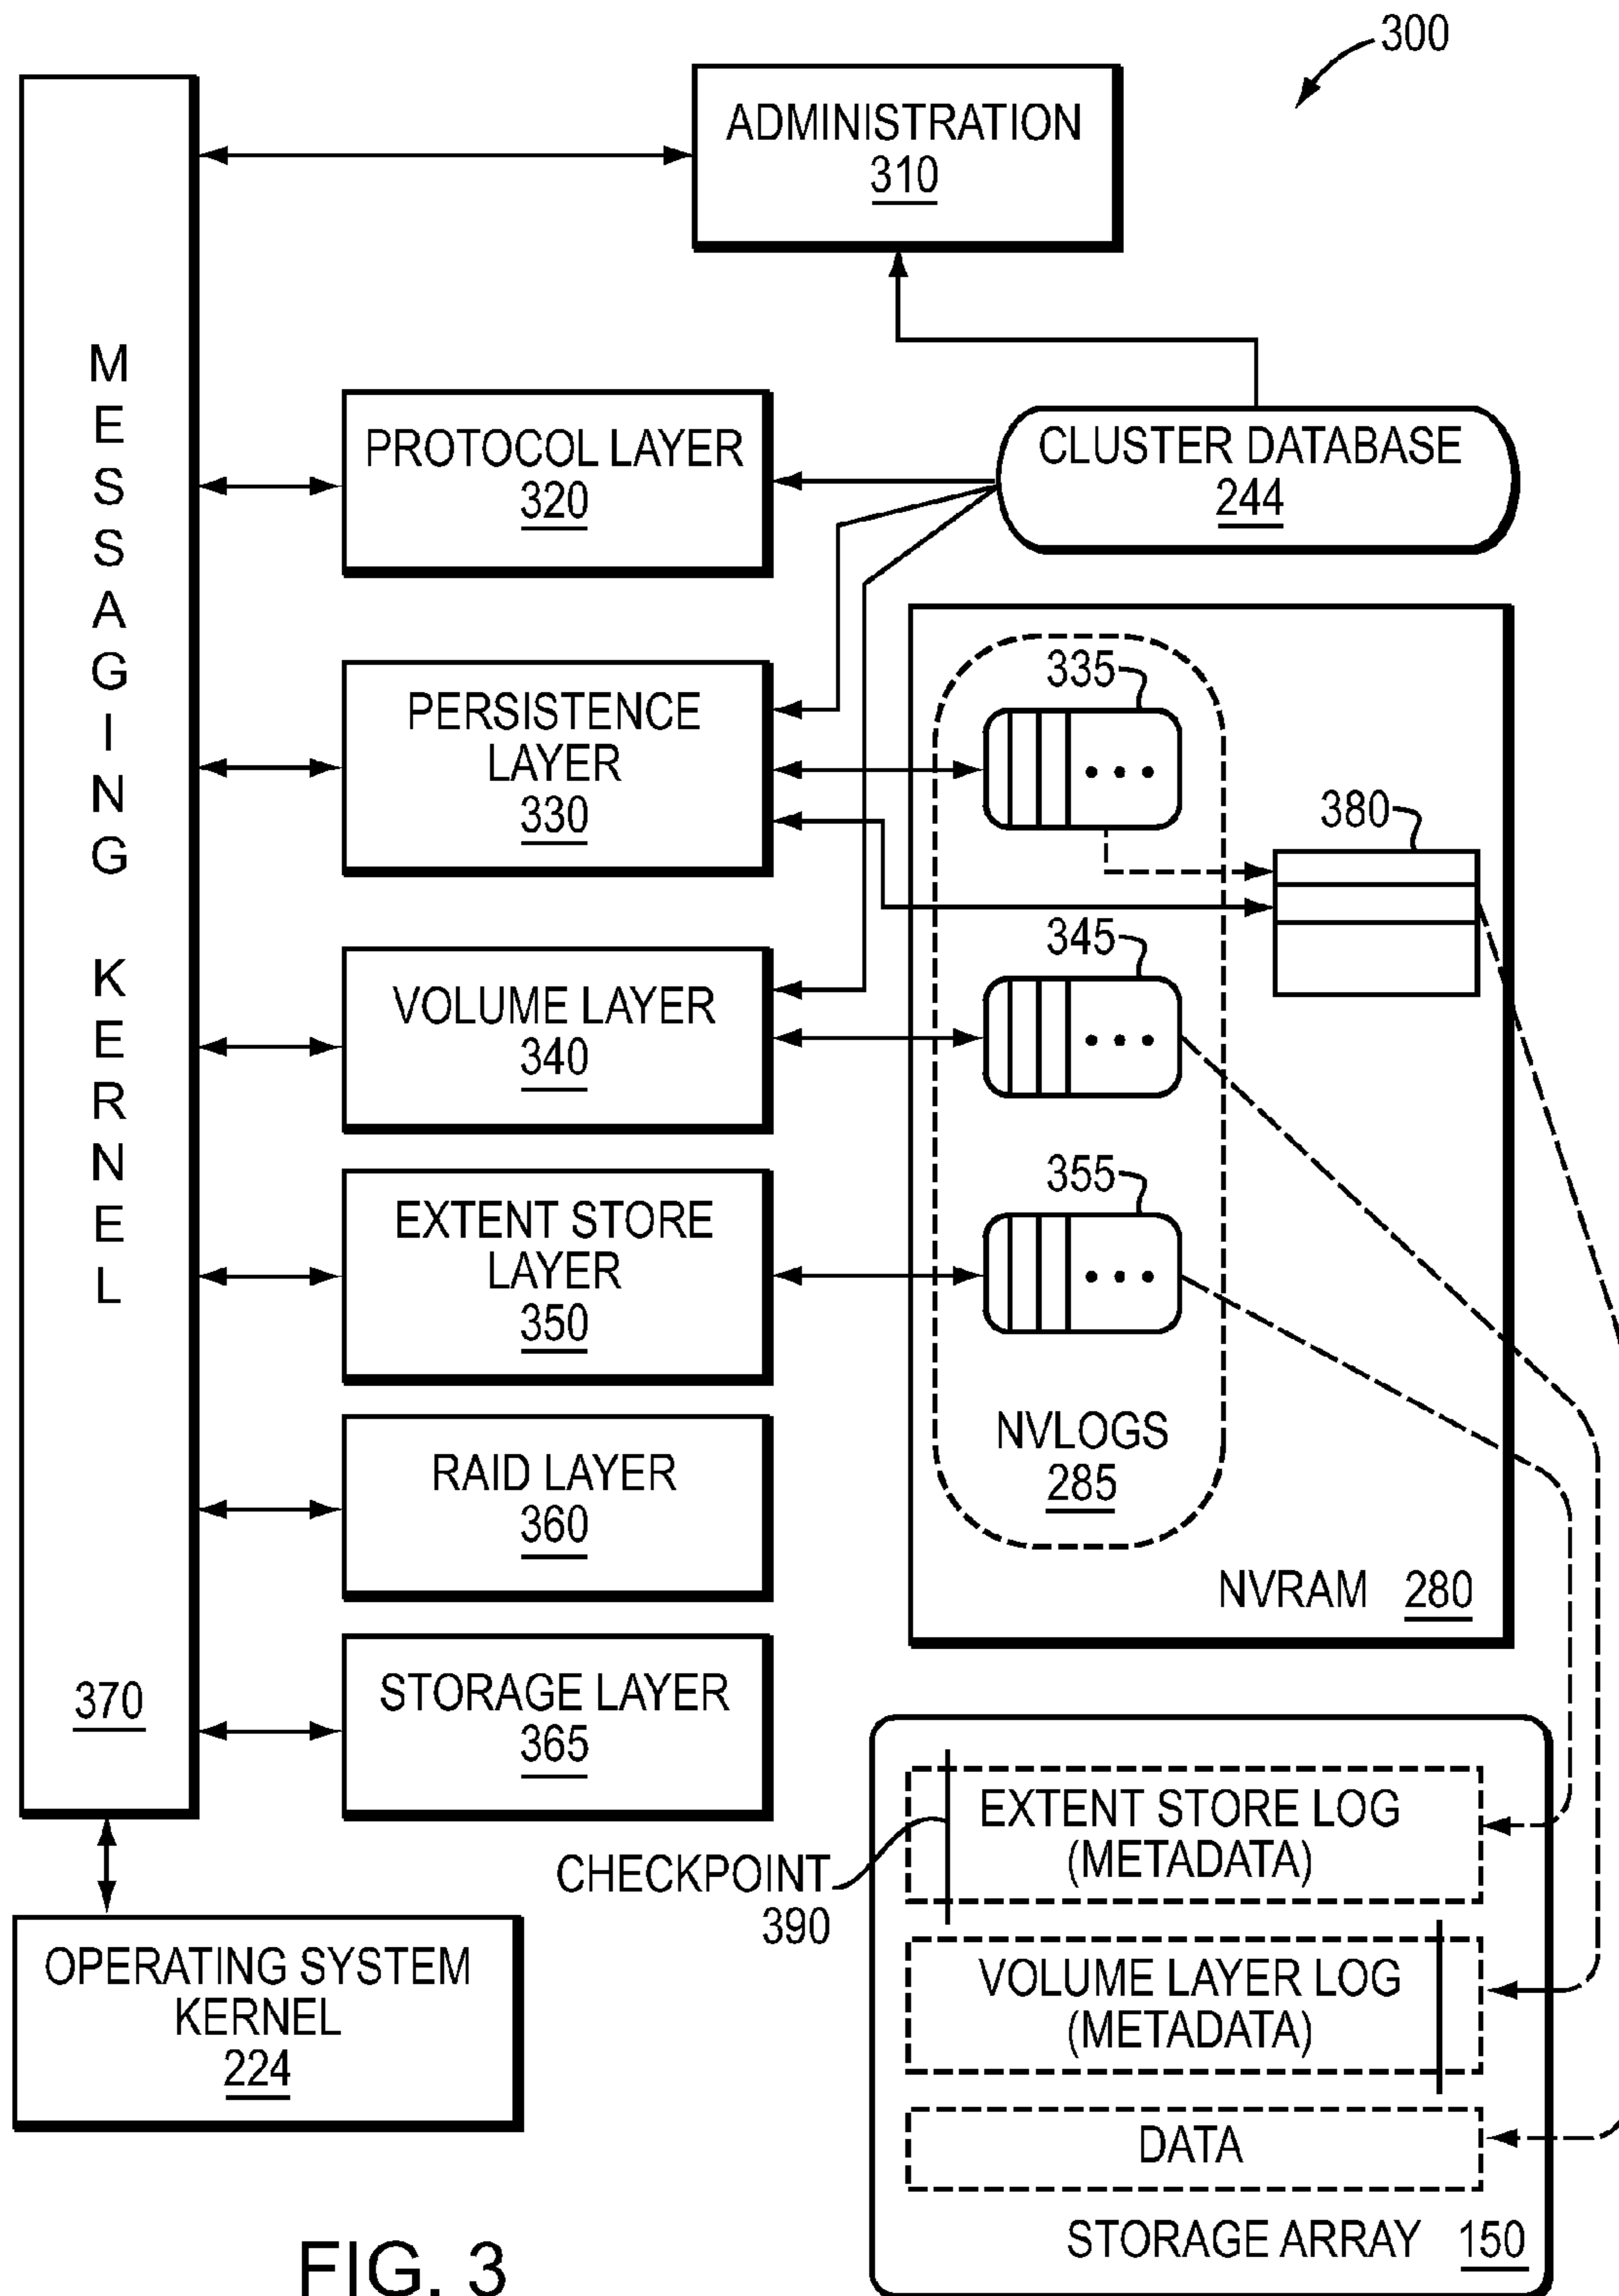 300
ADMINISTRATION
310
MESSAGING KERNEL
370
PROTOCOL LAYER
320
CLUSTER DATABASE
244
PERSISTENCE
LAYER
330
335
380
VOLUME LAYER
340
345
EXTENT STORE
LAYER
350
355
NVLOGS
285
RAID LAYER
360
NVRAM 280
STORAGE LAYER
365
EXTENT STORE LOG
(METADATA)
CHECKPOINT
390
VOLUME LAYER LOG
(METADATA)
DATA
STORAGE ARRAY 150
OPERATING SYSTEM
KERNEL
224
FIG. 3